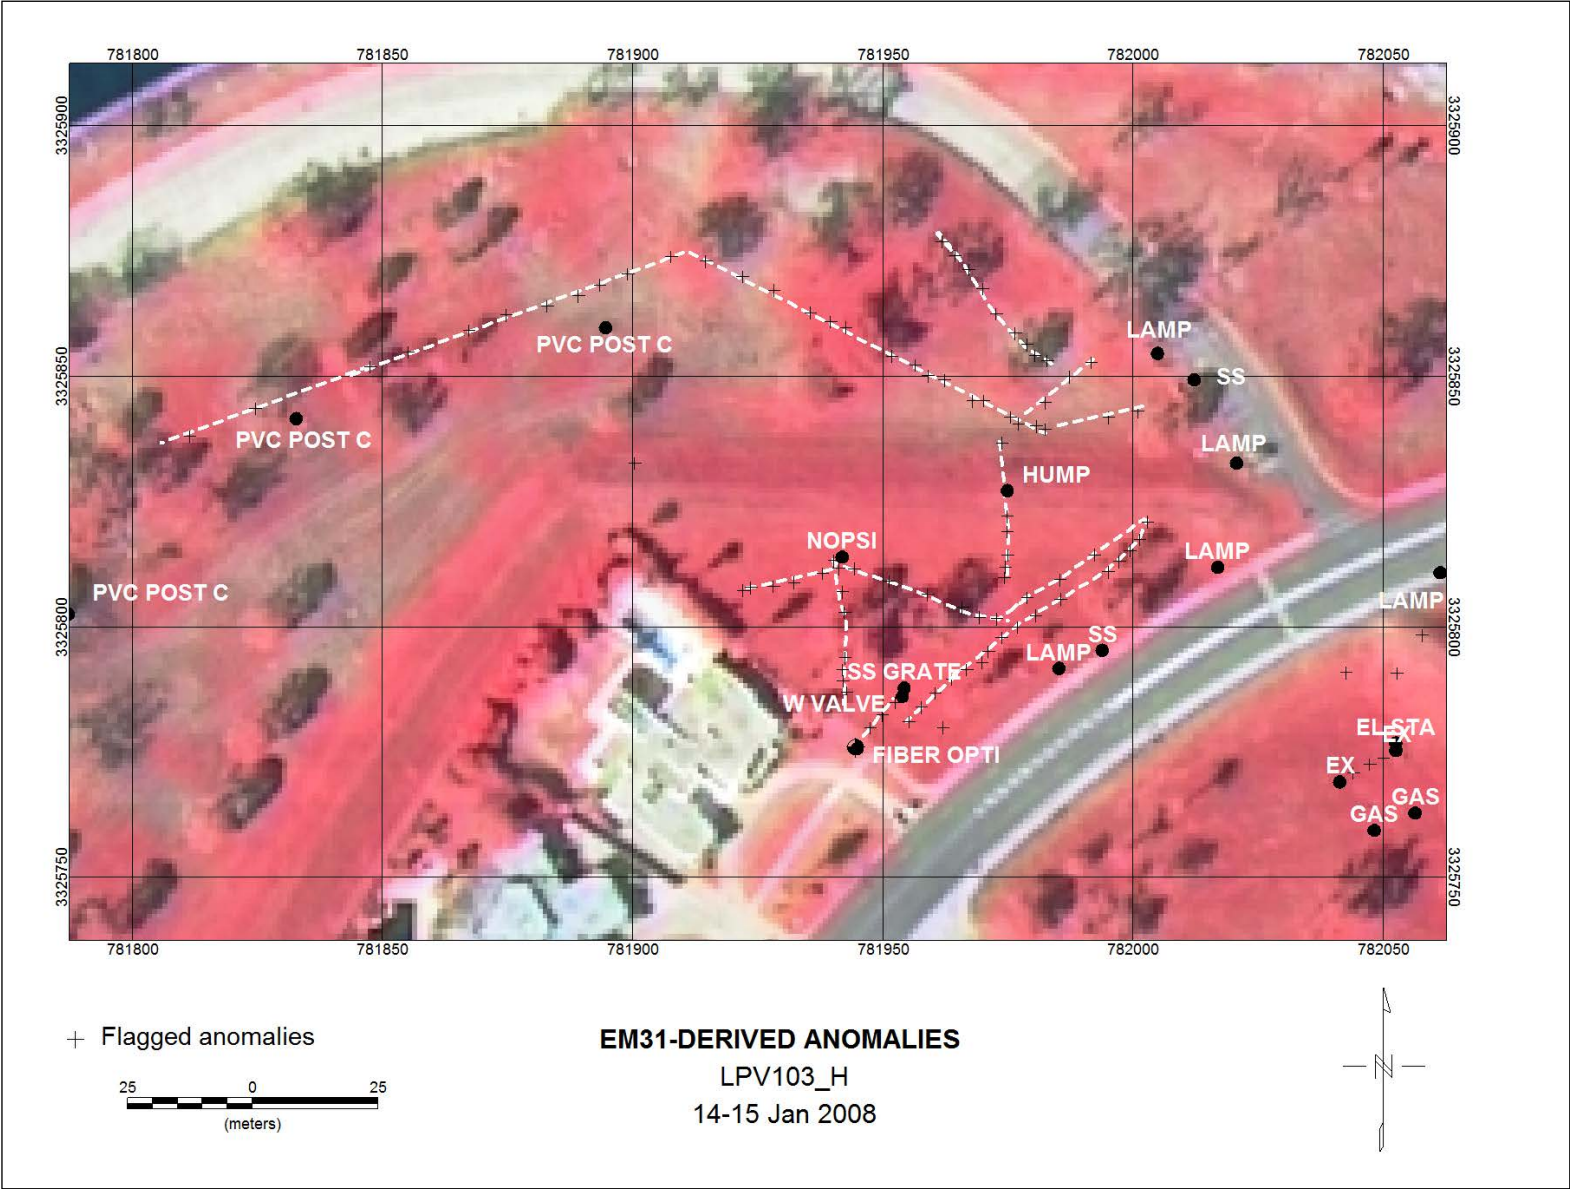 781800 781850 781900 781950 782000 782050
3325900 3325900
LAMP
PVC POST C
3325850 SS 3325850
PVC POST C
LAMP
HUMP
NOPSI
LAMP
PVC POST C
LAMP
3325800 3325800
SS
LAMP
SS GRATE
W VALVE
EL STA
EX
FIBER OPTI
EX
GAS
GAS
3325750 3325750
781800 781850 781900 781950 782000 782050
Flagged anomalies
25 0 25
(meters)
EM31-DERIVED ANOMALIES
LPV103_H
14-15 Jan 2008
N